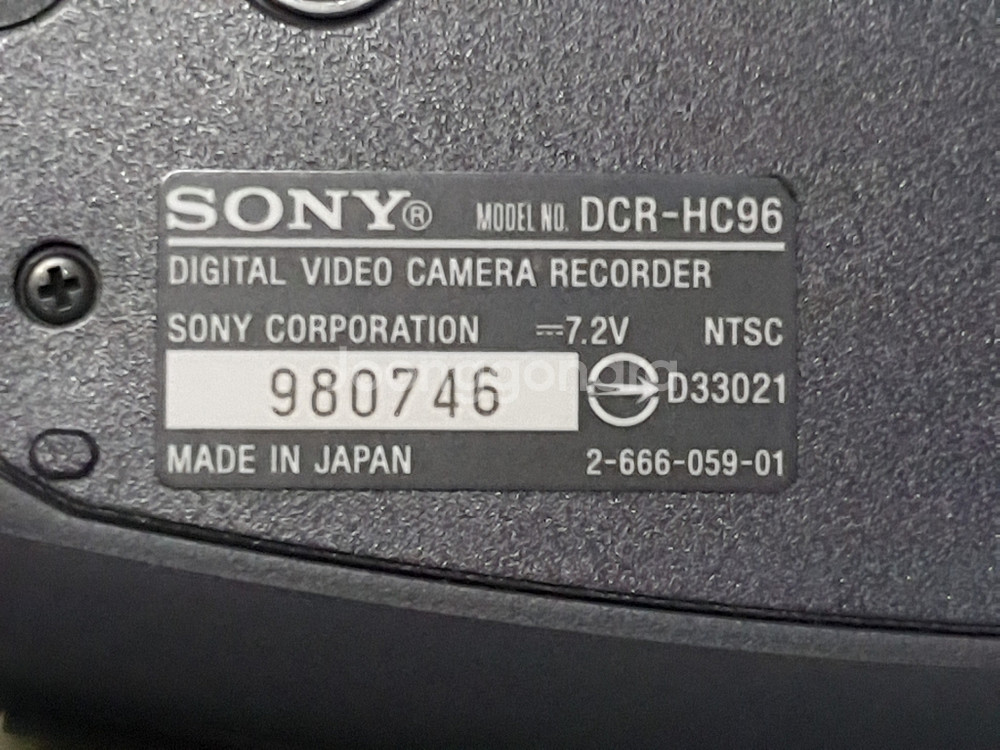 SONY® MODEL NO. DCR-HC96
DIGITAL VIDEO CAMERA RECORDER
SONY CORPORATION ⎓7.2V NTSC
980746 D33021
joonggonara
MADE IN JAPAN 2-666-059-01